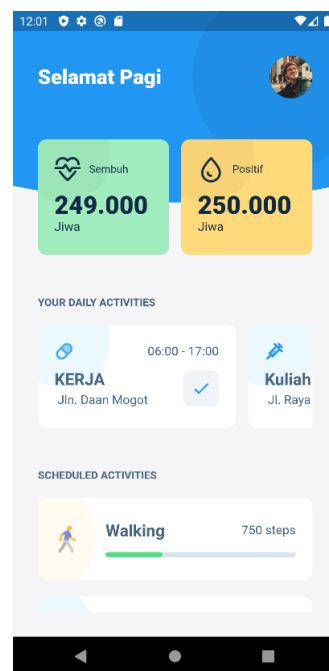 12:01
Selamat Pagi
Sembuh
249.000
Jiwa
Positif
250.000
Jiwa
YOUR DAILY ACTIVITIES
06:00 - 17:00
KERJA
Jln. Daan Mogot
Kuliah
Jl. Raya
SCHEDULED ACTIVITIES
Walking
750 steps